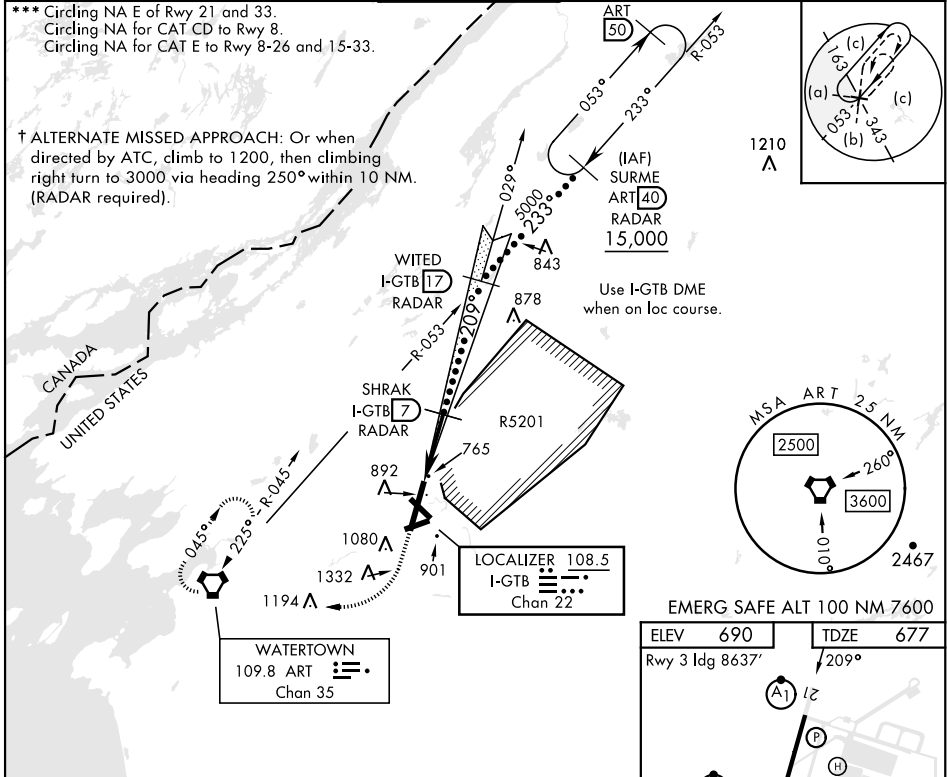 *** Circling NA E of Rwy 21 and 33.
Circling NA for CAT CD to Rwy 8.
Circling NA for CAT E to Rwy 8-26 and 15-33.
† ALTERNATE MISSED APPROACH: Or when
directed by ATC, climb to 1200, then climbing
right turn to 3000 via heading 250° within 10 NM.
(RADAR required).
ART
50
R-053
053°
233°
(IAF)
SURME
ART 40
RADAR
15,000
1210
163
(c)
(a)
(c)
053
(b)
343
029°
5000
233°
843
WITED
I-GTB 17
RADAR
878
Use I-GTB DME
when on loc course.
209°
R-053
CANADA
UNITED STATES
SHRAK
I-GTB 7
RADAR
R5201
765
892
MSA ART 25 NM
2500
260°
3600
010°
2467
045°
225°
R-045
1080
901
1332
1194
LOCALIZER 108.5
I-GTB
Chan 22
WATERTOWN
109.8 ART
Chan 35
EMERG SAFE ALT 100 NM 7600
ELEV 690
TDZE 677
Rwy 3 ldg 8637'
209°
A1
21
P
H